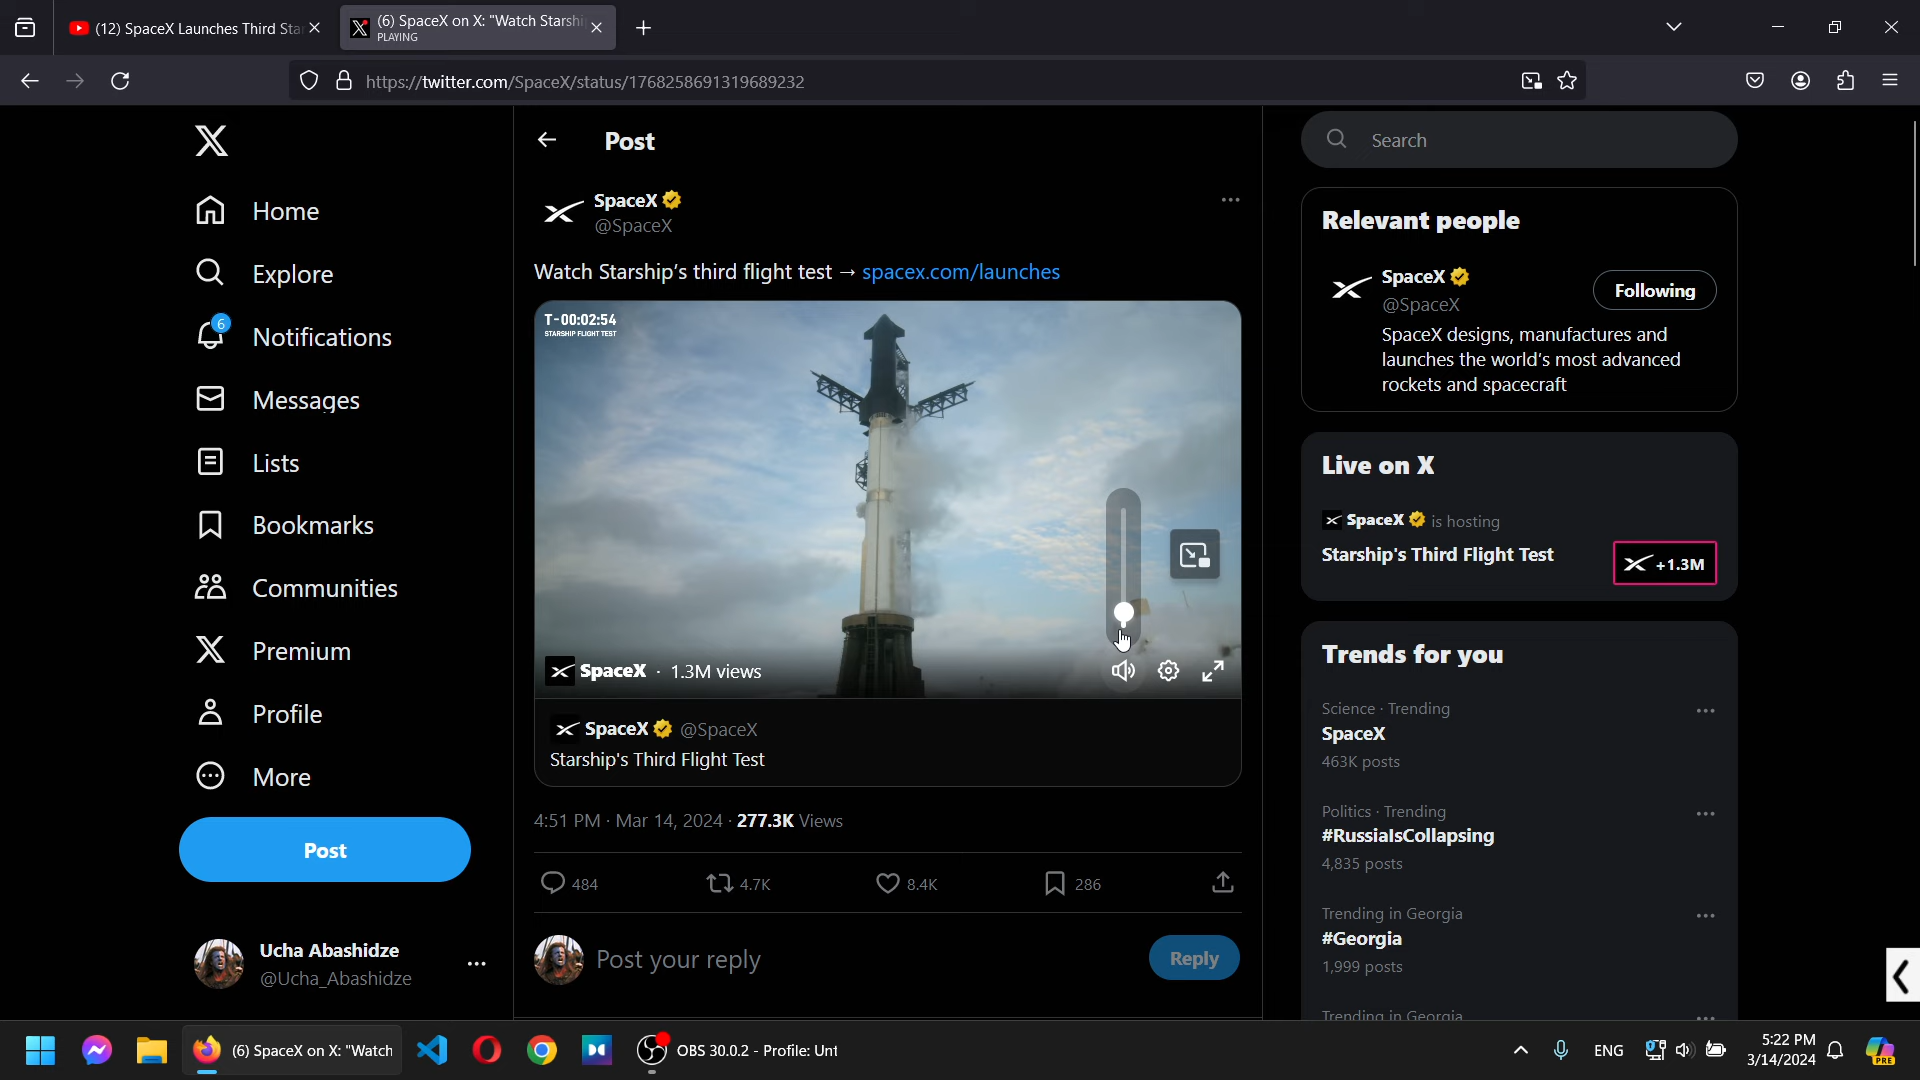 (12) SpaceX Launches Third Sta
(6) SpaceX on X: "Watch Starshi
PLAYING
https://twitter.com/SpaceX/status/1768258691319689232
Home
Explore
6
Notifications
Messages
Lists
Bookmarks
Communities
Premium
Profile
More
Post
Ucha Abashidze
@Ucha_Abashidze
Post
SpaceX
@SpaceX
Watch Starship's third flight test → spacex.com/launches
T-00:02:54
STARSHIP FLIGHT TEST
SpaceX · 1.3M views
SpaceX @SpaceX
Starship's Third Flight Test
4:51 PM · Mar 14, 2024 · 277.3K Views
484
4.7K
8.4K
286
Post your reply
Reply
Search
Relevant people
SpaceX
@SpaceX
Following
SpaceX designs, manufactures and
launches the world's most advanced
rockets and spacecraft
Live on X
SpaceX is hosting
Starship's Third Flight Test
+1.3M
Trends for you
Science · Trending
SpaceX
463K posts
Politics · Trending
#RussiaIsCollapsing
4,835 posts
Trending in Georgia
#Georgia
1,999 posts
Trending in Georgia
(6) SpaceX on X: "Watch
OBS 30.0.2 - Profile: Unt
ENG
5:22 PM
3/14/2024
PRE